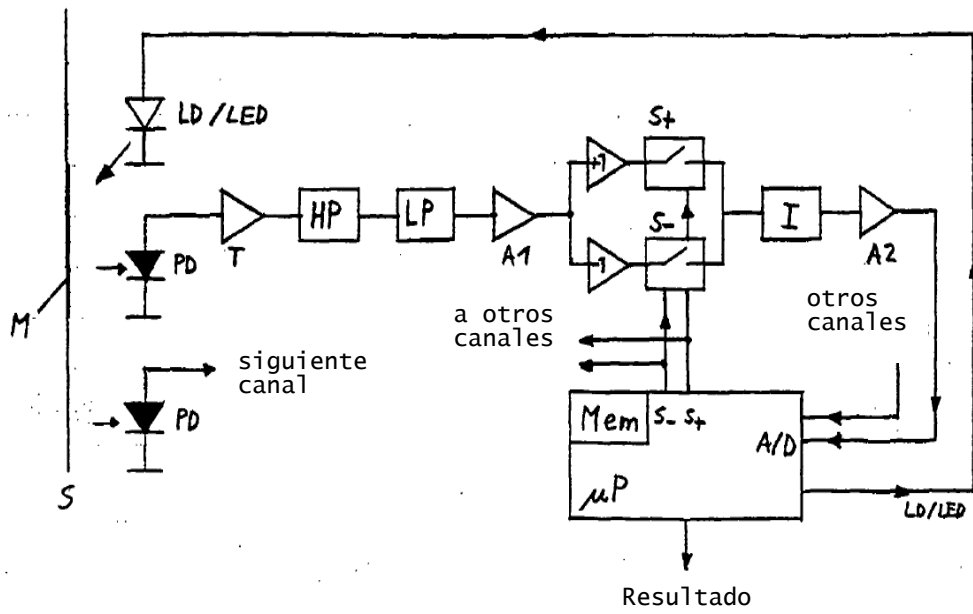 LD/LED
S+
+1
HP
LP
S-
I
PD
T
A1
-1
A2
M
a otros
canales
otros
canales
siguiente
canal
PD
Mem
S- S+
A/D
S
μP
LD/LED
Resultado